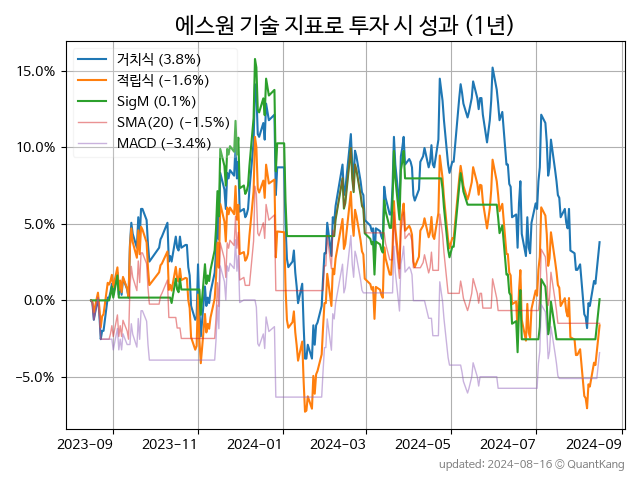 에스원 기술 지표로 투자 시 성과 (1년)
거치식 (3.8%)
적립식 (−1.6%)
SigM (0.1%)
SMA(20) (−1.5%)
MACD (−3.4%)
15.0%
10.0%
5.0%
0.0%
−5.0%
2023-09 2023-11 2024-01 2024-03 2024-05 2024-07 2024-09
updated: 2024-08-16 © QuantKang